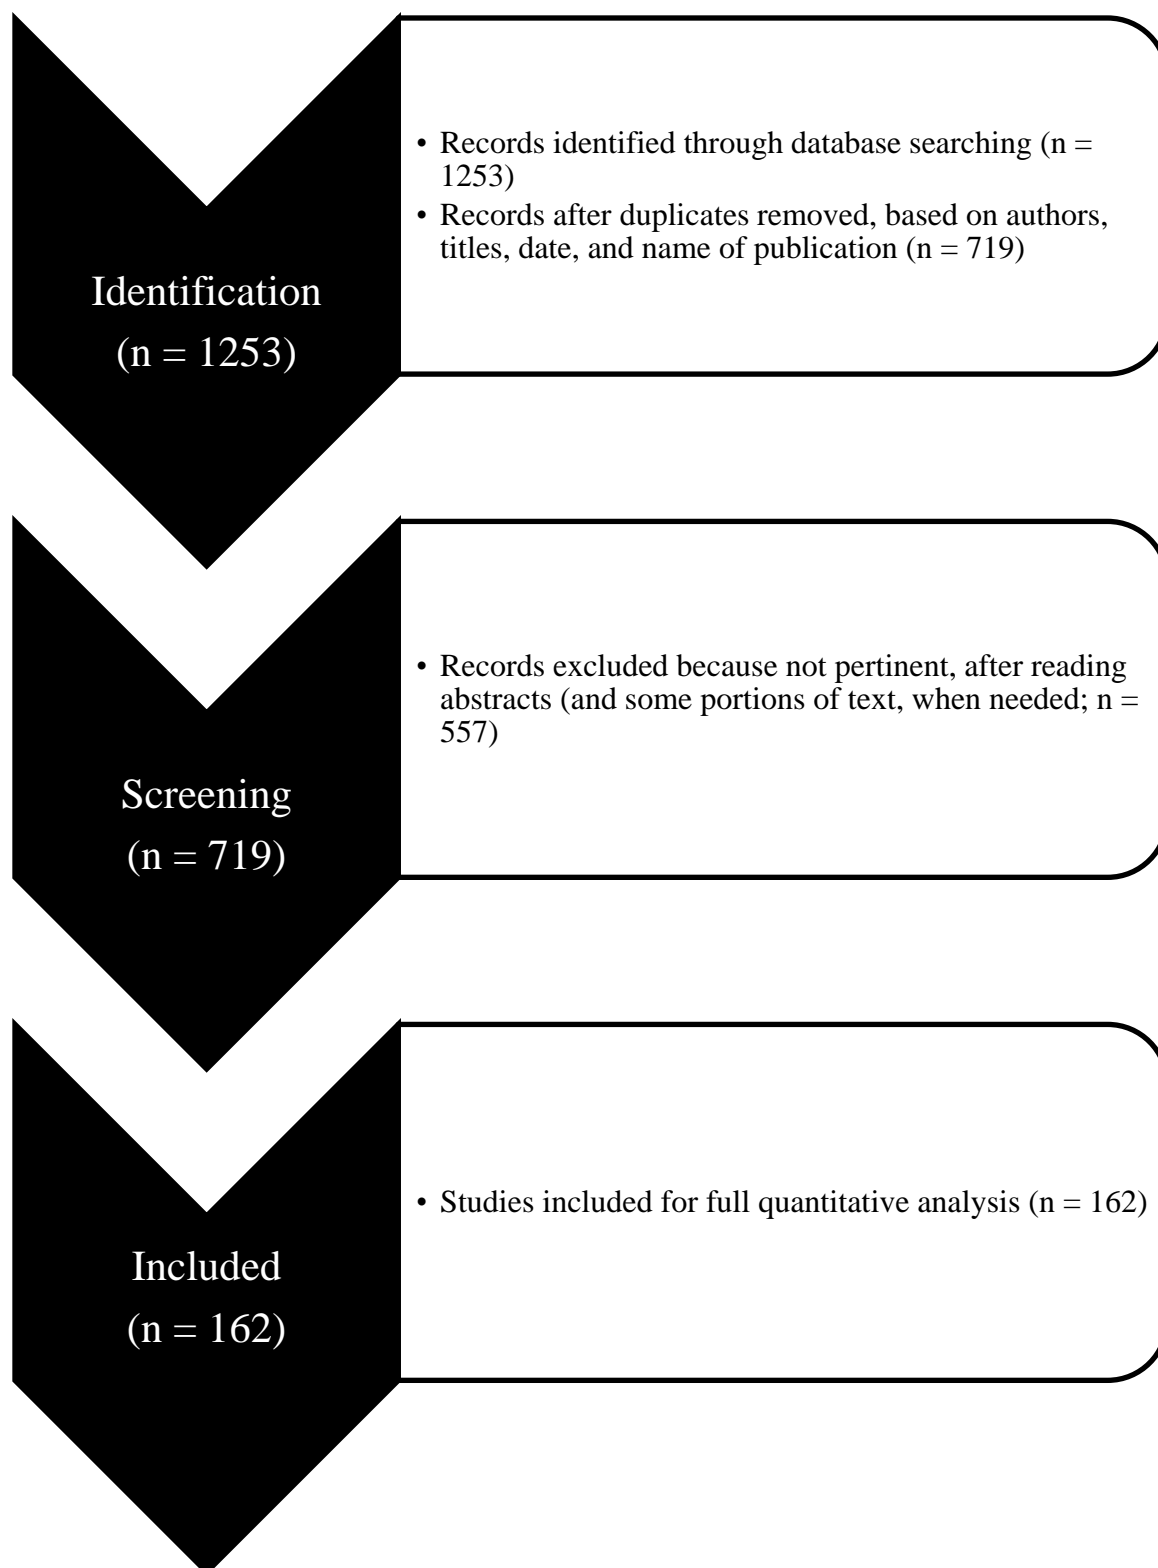 Identification
(n = 1253)
• Records identified through database searching (n =
1253)
• Records after duplicates removed, based on authors,
titles, date, and name of publication (n = 719)
Screening
(n = 719)
• Records excluded because not pertinent, after reading
abstracts (and some portions of text, when needed; n =
557)
Included
(n = 162)
• Studies included for full quantitative analysis (n = 162)